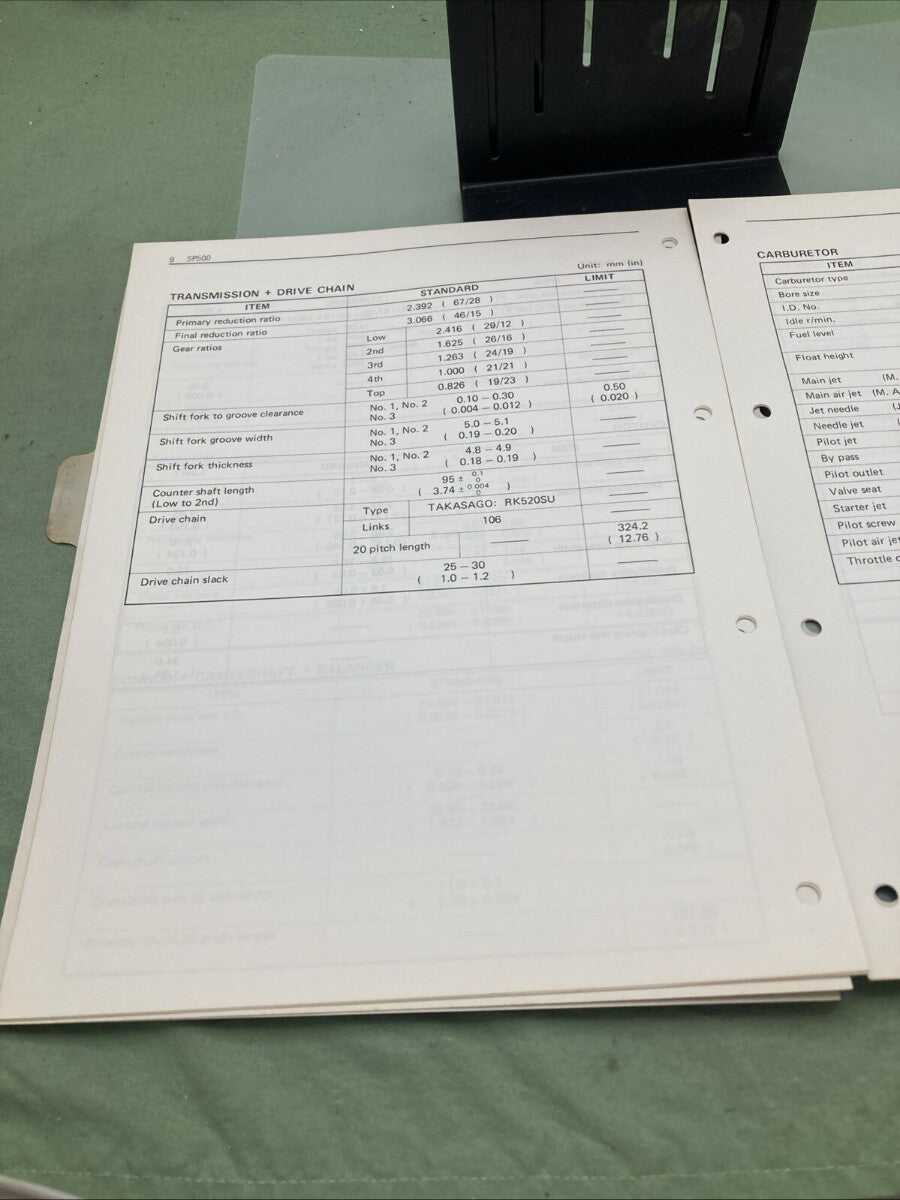 9 SP500
TRANSMISSION + DRIVE CHAIN
Unit: mm (in)
ITEM STANDARD LIMIT
Primary reduction ratio 2.392 ( 67/28 ) ———
Final reduction ratio 3.066 ( 46/15 ) ———
Gear ratios Low 2.416 ( 29/12 ) ———
2nd 1.625 ( 26/16 ) ———
3rd 1.263 ( 24/19 ) ———
4th 1.000 ( 21/21 ) ———
Top 0.826 ( 19/23 ) ———
Shift fork to groove clearance No. 1, No. 2 0.10 – 0.30 0.50
No. 3 ( 0.004 – 0.012 ) ( 0.020 )
Shift fork groove width No. 1, No. 2 5.0 – 5.1 ———
No. 3 ( 0.19 – 0.20 )
Shift fork thickness No. 1, No. 2 4.8 – 4.9 ———
No. 3 ( 0.18 – 0.19 )
Counter shaft length 95 ± 0.1 0 ———
(Low to 2nd) ( 3.74 ± 0.004 0 )
Drive chain Type TAKASAGO: RK520SU ———
Links 106 ———
20 pitch length ——— 324.2
( 12.76 )
Drive chain slack 25 – 30 ———
( 1.0 – 1.2 )
CARBURETOR
ITEM
Carburetor type
Bore size
I.D. No.
Idle r/min.
Fuel level
Float height
Main jet (M.
Main air jet (M. A
Jet needle (J
Needle jet (
Pilot jet
By pass
Pilot outlet
Valve seat
Starter jet
Pilot screw
Pilot air jet
Throttle c